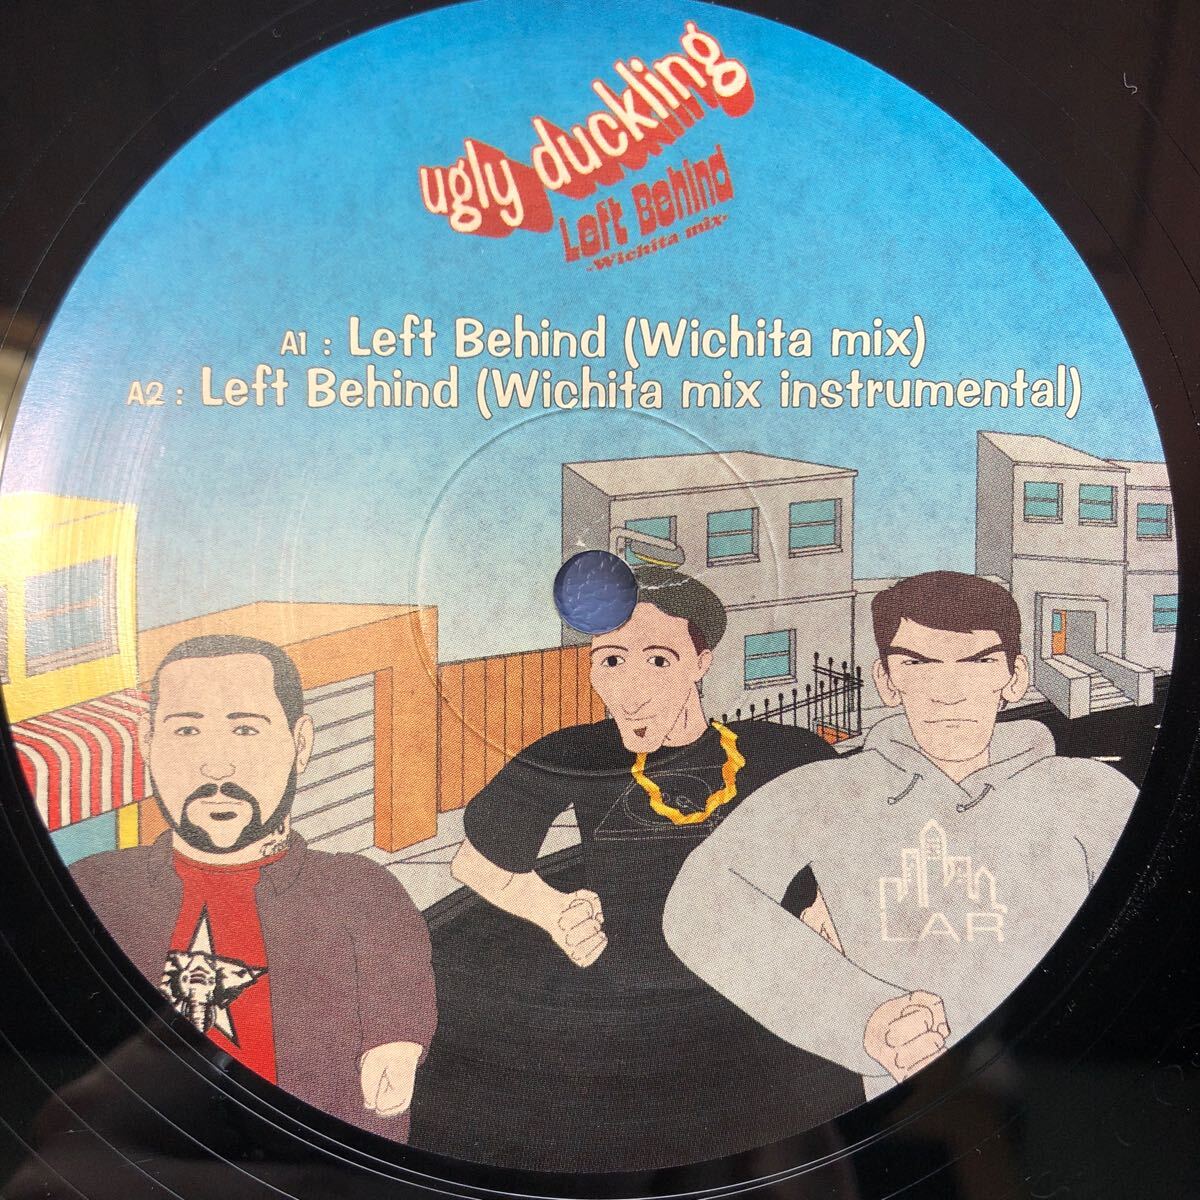 ugly duckling
Left Behind
-Wichita mix-
A1 : Left Behind (Wichita mix)
A2 : Left Behind (Wichita mix instrumental)
LAR